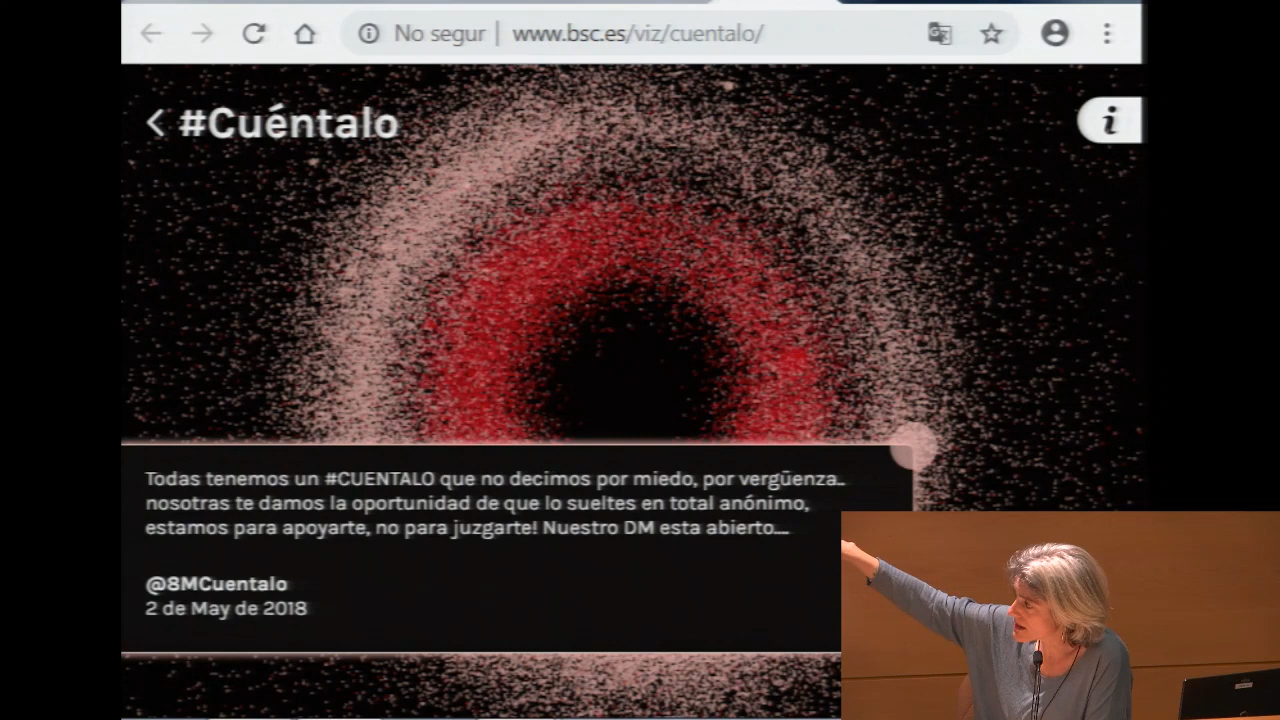 No segur | www.bsc.es/viz/cuentalo/
#Cuéntalo
i
Todas tenemos un #CUENTALO que no decimos por miedo, por vergüenza..
nosotras te damos la oportunidad de que lo sueltes en total anónimo,
estamos para apoyarte, no para juzgarte! Nuestro DM esta abierto....
@8MCuentalo
2 de May de 2018